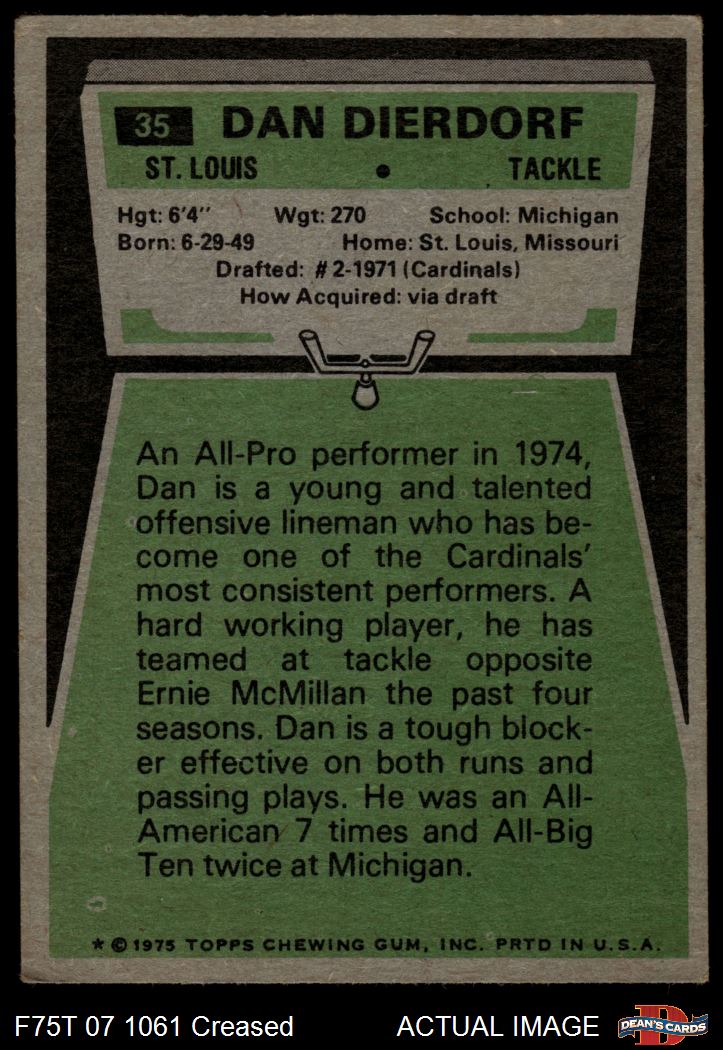 35 DAN DIERDORF
ST. LOUIS • TACKLE
Hgt: 6'4'' Wgt: 270 School: Michigan
Born: 6-29-49 Home: St. Louis, Missouri
Drafted: #2-1971 (Cardinals)
How Acquired: via draft
An All-Pro performer in 1974,
Dan is a young and talented
offensive lineman who has be-
come one of the Cardinals'
most consistent performers. A
hard working player, he has
teamed at tackle opposite
Ernie McMillan the past four
seasons. Dan is a tough block-
er effective on both runs and
passing plays. He was an All-
American 7 times and All-Big
Ten twice at Michigan.
* © 1975 TOPPS CHEWING GUM, INC. PRTD IN U.S.A.
F75T 07 1061 Creased ACTUAL IMAGE
D
DEAN'S CARDS